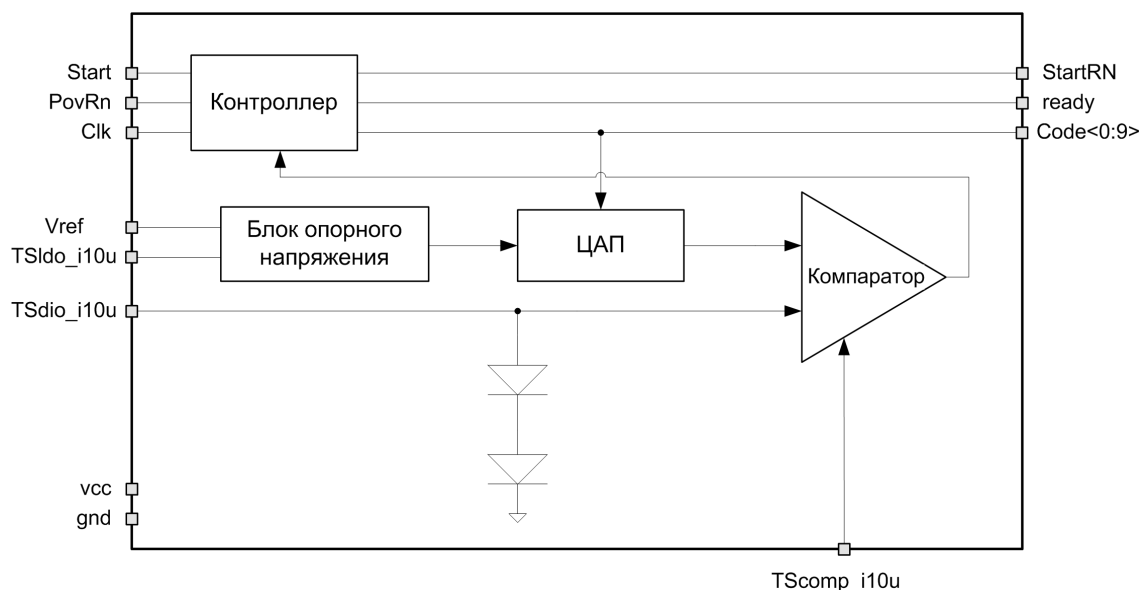 Start
StartRN
PovRn
Контроллер
ready
Clk
Code<0:9>
Vref
Блок опорного
напряжения
ЦАП
TSldo_i10u
Компаратор
TSdio_i10u
vcc
gnd
TScomp_i10u